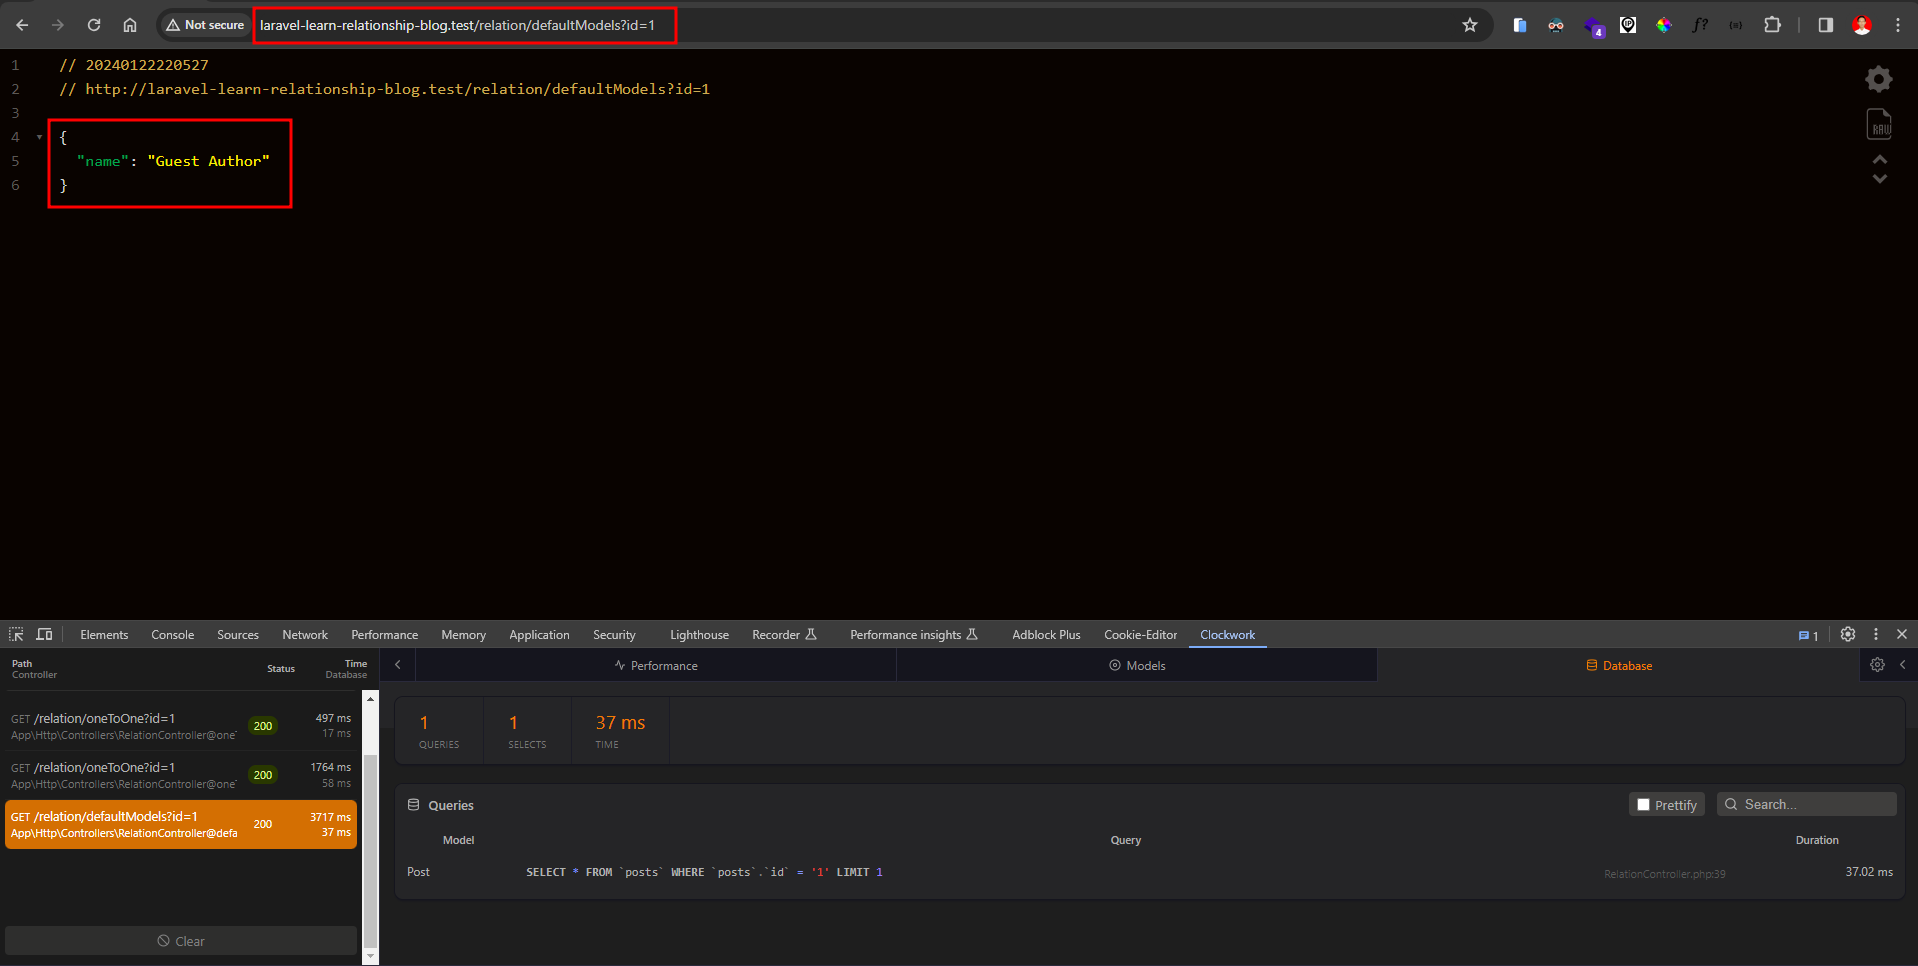 Not secure laravel-learn-relationship-blog.test/relation/defaultModels?id=1
4
1 // 20240122220527
2 // http://laravel-learn-relationship-blog.test/relation/defaultModels?id=1
3
4 {
5 "name": "Guest Author"
6 }
RAW
Elements Console Sources Network Performance Memory Application Security Lighthouse Recorder Performance insights Adblock Plus Cookie-Editor Clockwork 1
Path Status Time
Controller Database
Performance Models Database
GET /relation/oneToOne?id=1 200 497 ms
App\Http\Controllers\RelationController@one 17 ms
GET /relation/oneToOne?id=1 200 1764 ms
App\Http\Controllers\RelationController@one 58 ms
GET /relation/defaultModels?id=1 200 3717 ms
App\Http\Controllers\RelationController@defa 37 ms
Clear
1 1 37 ms
QUERIES SELECTS TIME
Queries Prettify Search...
Model Query Duration
Post SELECT * FROM `posts` WHERE `posts`.`id` = '1' LIMIT 1 RelationController.php:39 37.02 ms